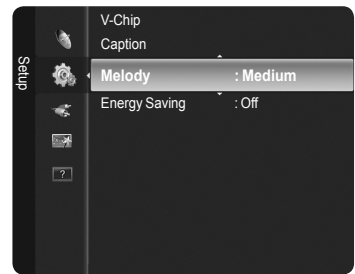 Setup
V-Chip
Caption
Melody : Medium
Energy Saving : Off
?